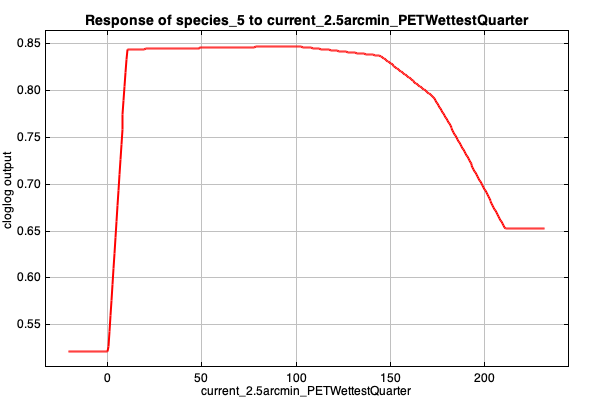 Response of species_5 to current_2.5arcmin_PETWettestQuarter
0.85
0.80
0.75
0.70
0.65
0.60
0.55
cloglog output
0 50 100 150 200
current_2.5arcmin_PETWettestQuarter